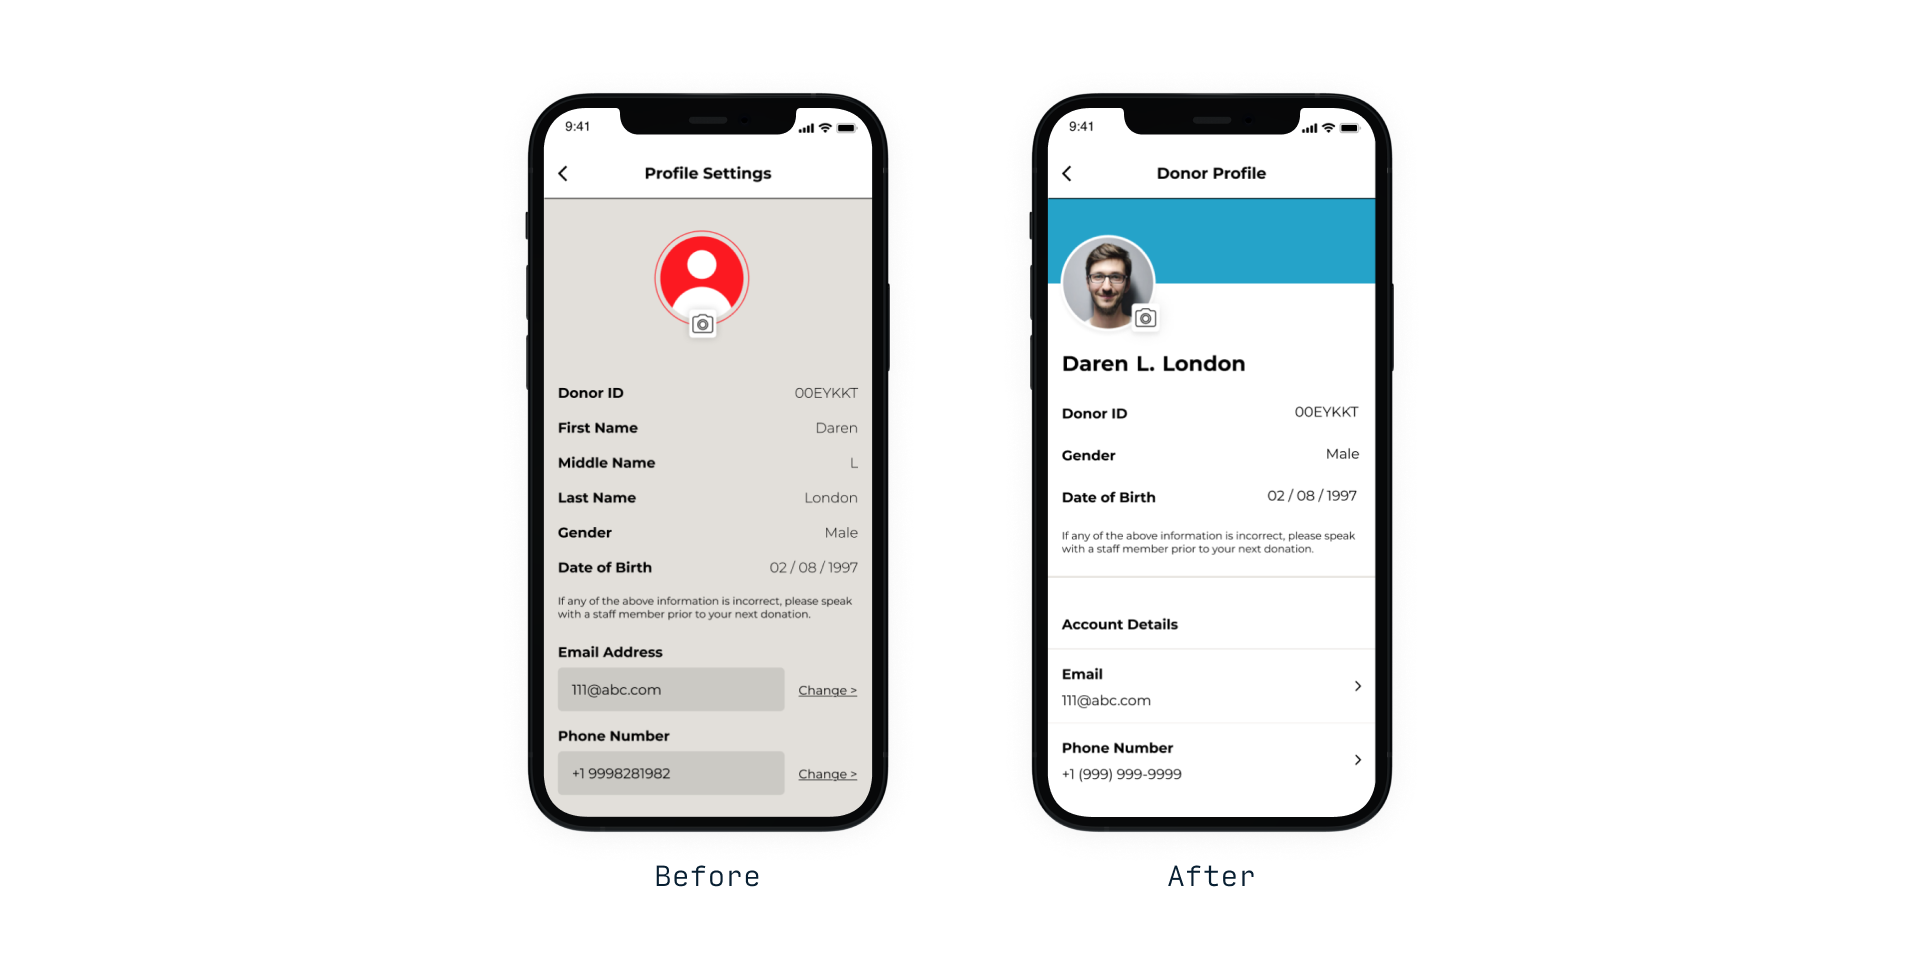 9:41
Profile Settings
Donor ID 00EYKKT
First Name Daren
Middle Name L
Last Name London
Gender Male
Date of Birth 02 / 08 / 1997
If any of the above information is incorrect, please speak
with a staff member prior to your next donation.
Email Address
111@abc.com Change >
Phone Number
+1 9998281982 Change >
Before
9:41
Donor Profile
Daren L. London
Donor ID 00EYKKT
Gender Male
Date of Birth 02 / 08 / 1997
If any of the above information is incorrect, please speak
with a staff member prior to your next donation.
Account Details
Email
111@abc.com
Phone Number
+1 (999) 999-9999
After